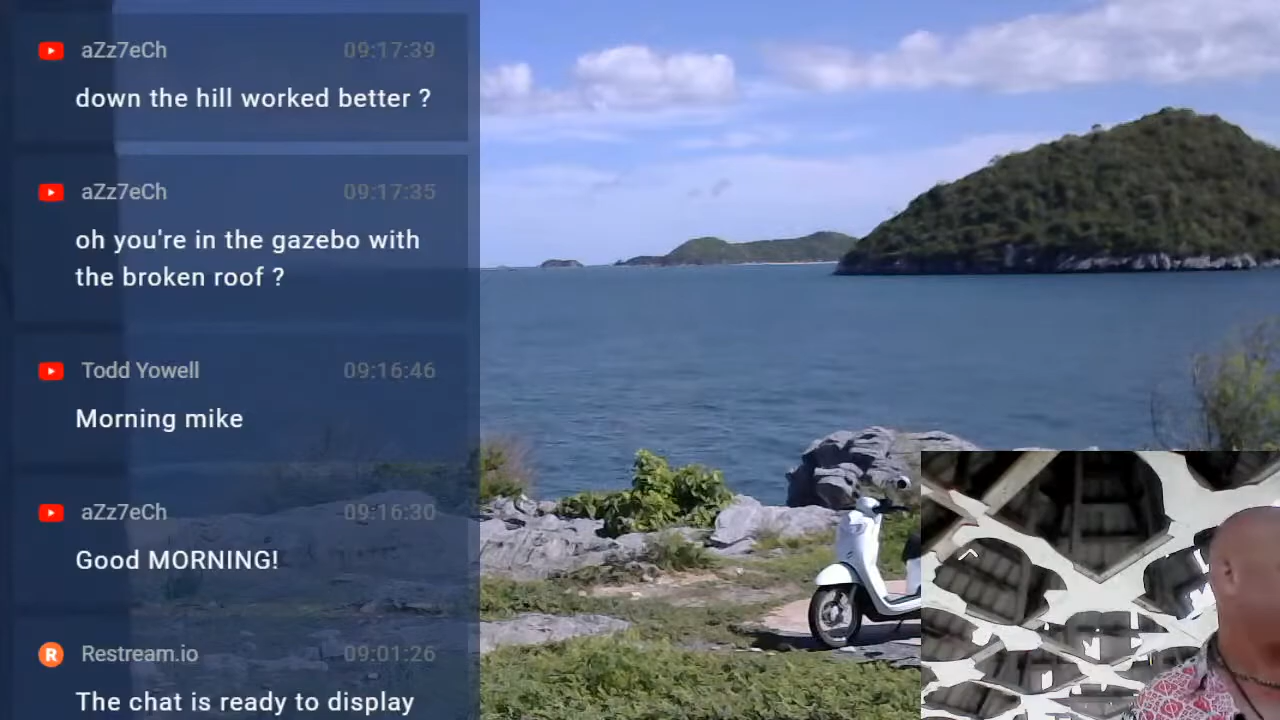 aZz7eCh 09:17:39
down the hill worked better ?
aZz7eCh 09:17:35
oh you're in the gazebo with
the broken roof ?
Todd Yowell 09:16:46
Morning mike
aZz7eCh 09:16:30
Good MORNING!
R Restream.io 09:01:26
The chat is ready to display